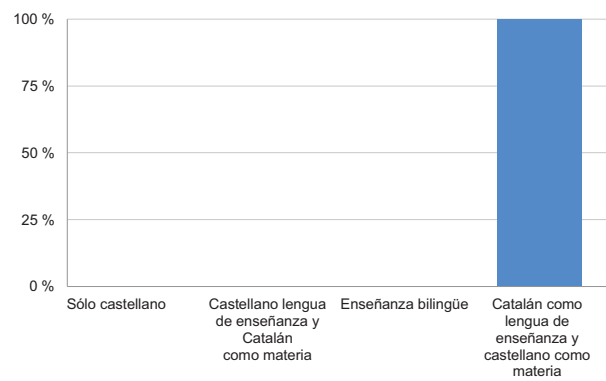 100 %
75 %
50 %
25 %
0 %
Sólo castellano
Castellano lengua
de enseñanza y
Catalán
como materia
Enseñanza bilingüe
Catalán como
lengua de
enseñanza y
castellano como
materia